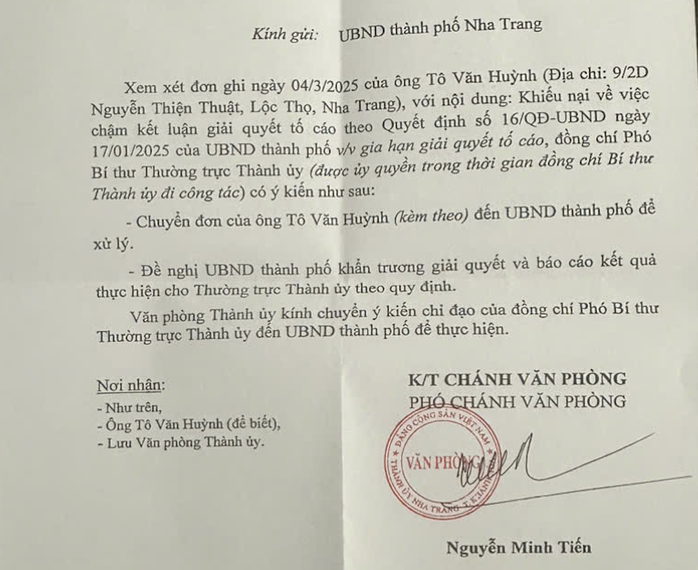 Kính gửi: UBND thành phố Nha Trang
Xem xét đơn ghi ngày 04/3/2025 của ông Tô Văn Huỳnh (Địa chỉ: 9/2D
Nguyễn Thiện Thuật, Lộc Thọ, Nha Trang), với nội dung: Khiếu nại về việc
chậm kết luận giải quyết tố cáo theo Quyết định số 16/QĐ-UBND ngày
17/01/2025 của UBND thành phố v/v gia hạn giải quyết tố cáo, đồng chí Phó
Bí thư Thường trực Thành ủy (được ủy quyền trong thời gian đồng chí Bí thư
Thành ủy đi công tác) có ý kiến như sau:
- Chuyển đơn của ông Tô Văn Huỳnh (kèm theo) đến UBND thành phố để
xử lý.
- Đề nghị UBND thành phố khẩn trương giải quyết và báo cáo kết quả
thực hiện cho Thường trực Thành ủy theo quy định.
Văn phòng Thành ủy kính chuyển ý kiến chỉ đạo của đồng chí Phó Bí thư
Thường trực Thành ủy đến UBND thành phố để thực hiện.
Nơi nhận:
- Như trên,
- Ông Tô Văn Huỳnh (để biết),
- Lưu Văn phòng Thành ủy.
K/T CHÁNH VĂN PHÒNG
PHÓ CHÁNH VĂN PHÒNG
ĐẢNG CỘNG SẢN VIỆT NAM
VĂN PHÒNG
THÀNH ỦY NHA TRANG
Nguyễn Minh Tiến